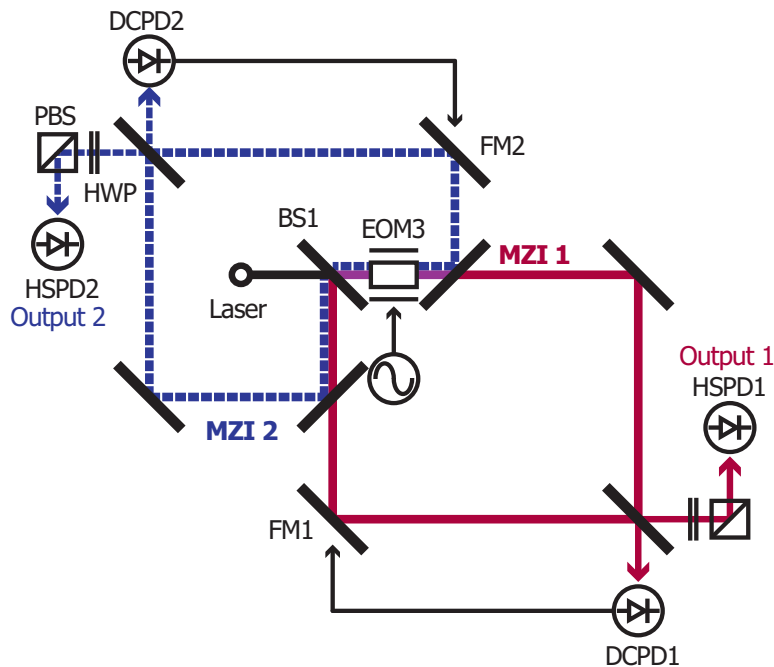 DCPD2
PBS
FM2
HWP
BS1
EOM3
MZI 1
Laser
HSPD2
Output 2
Output 1
HSPD1
MZI 2
FM1
DCPD1